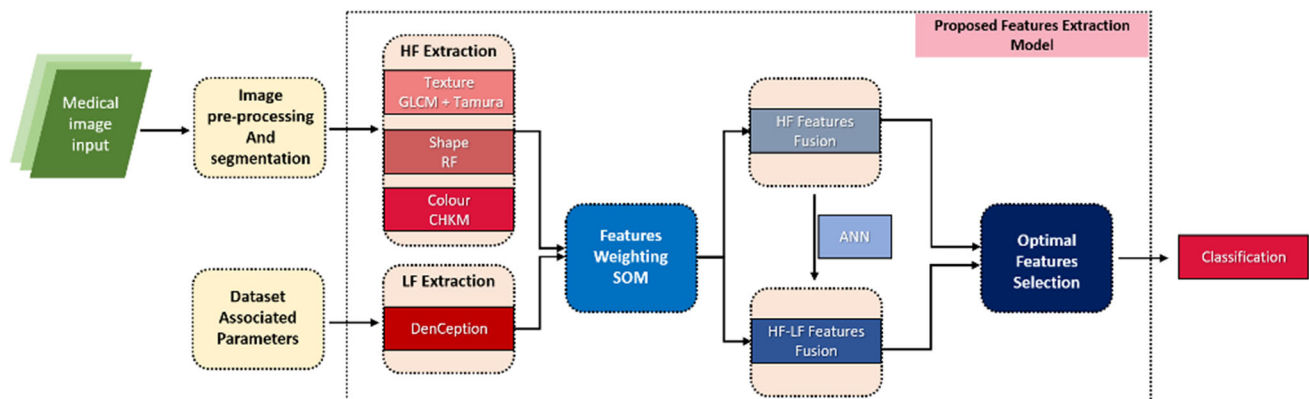 Proposed Features Extraction
Model
Medical
image
input
Image
pre-processing
And
segmentation
HF Extraction
Texture
GLCM + Tamura
Shape
RF
Colour
CHKM
Dataset
Associated
Parameters
LF Extraction
DenCeption
Features
Weighting
SOM
HF Features
Fusion
ANN
HF-LF Features
Fusion
Optimal
Features
Selection
Classification